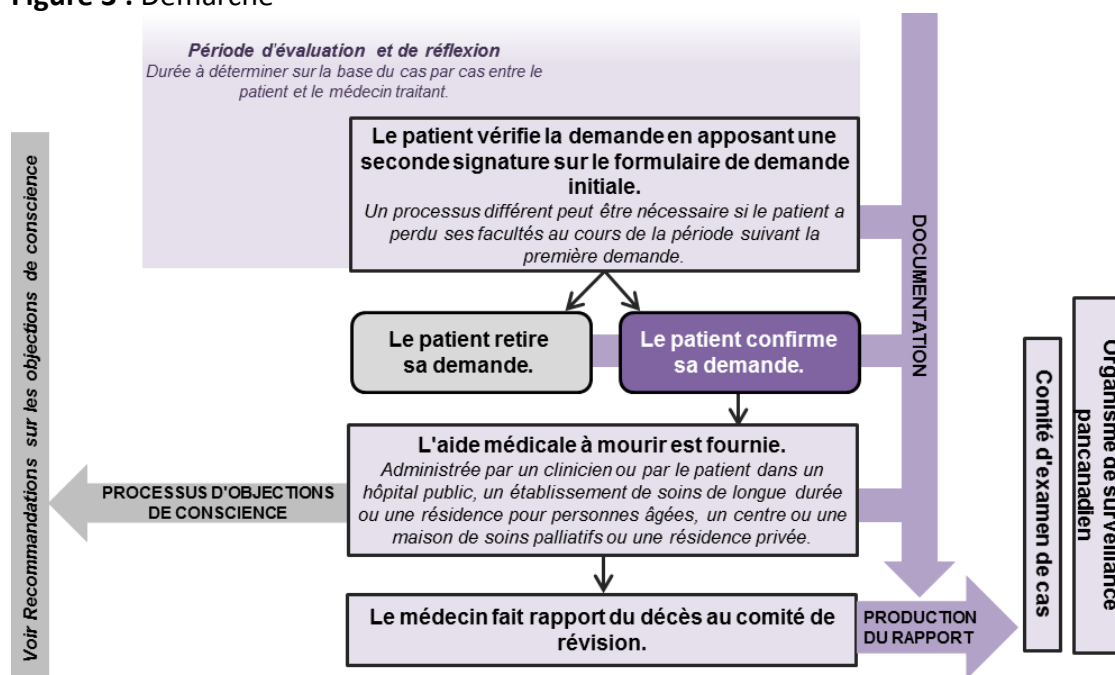 Figure 3 : Démarche
Période d'évaluation et de réflexion
Durée à déterminer sur la base du cas par cas entre le
patient et le médecin traitant.
Le patient vérifie la demande en apposant une
seconde signature sur le formulaire de demande
initiale.
Un processus différent peut être nécessaire si le patient a
perdu ses facultés au cours de la période suivant la
première demande.
Le patient retire
sa demande.
Le patient confirme
sa demande.
L'aide médicale à mourir est fournie.
Administrée par un clinicien ou par le patient dans un
hôpital public, un établissement de soins de longue durée
ou une résidence pour personnes âgées, un centre ou une
maison de soins palliatifs ou une résidence privée.
PROCESSUS D'OBJECTIONS
DE CONSCIENCE
Voir Recommandations sur les objections de conscience
Le médecin fait rapport du décès au comité de
révision.
DOCUMENTATION
PRODUCTION
DU RAPPORT
Comité d'examen de cas
Organisme de surveillance
pancanadien